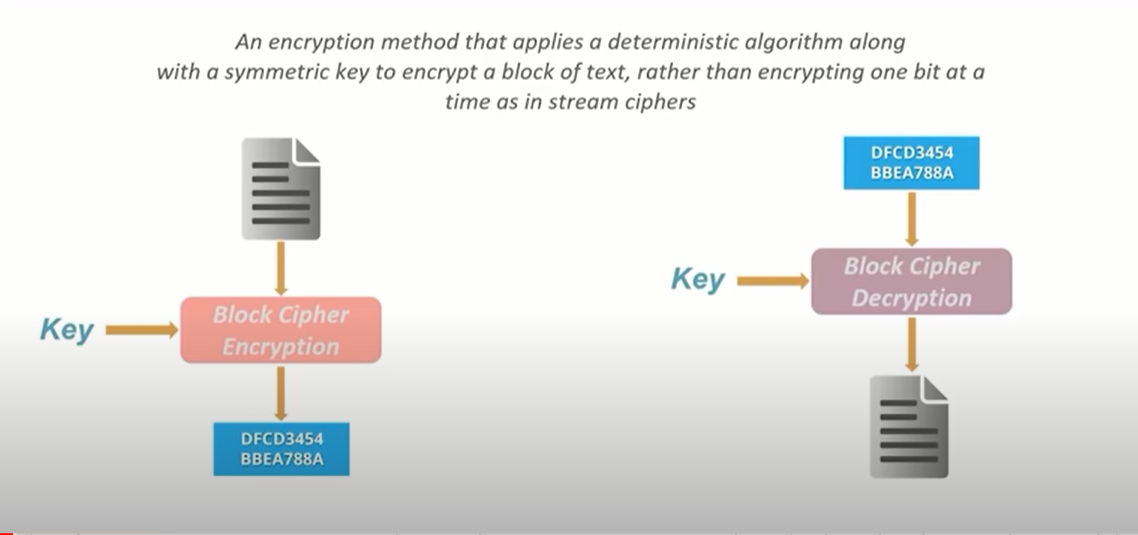 An encryption method that applies a deterministic algorithm along
with a symmetric key to encrypt a block of text, rather than encrypting one bit at a
time as in stream ciphers
Key
Block Cipher
Encryption
DFCD3454
BBEA788A
DFCD3454
BBEA788A
Key
Block Cipher
Decryption